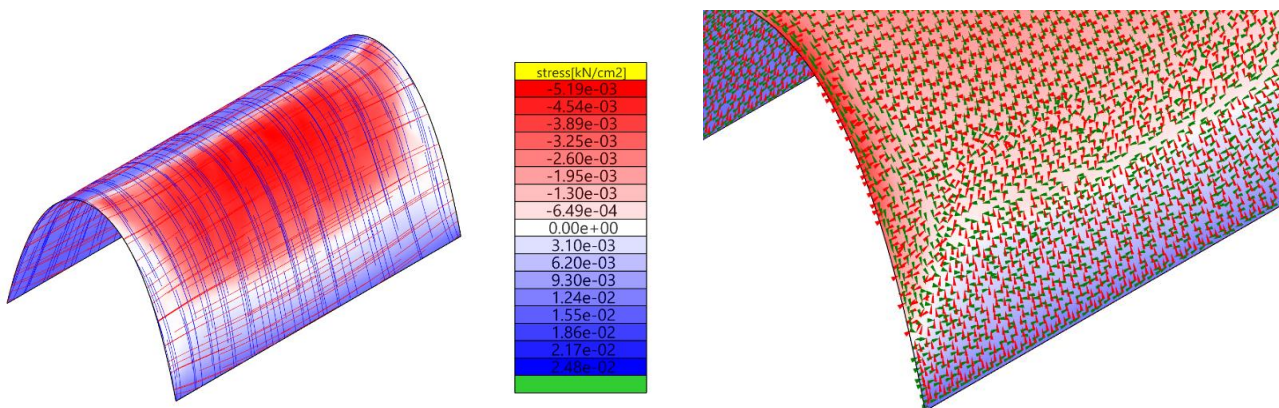 stress[kN/cm2]
-5.19e-03
-4.54e-03
-3.89e-03
-3.25e-03
-2.60e-03
-1.95e-03
-1.30e-03
-6.49e-04
0.00e+00
3.10e-03
6.20e-03
9.30e-03
1.24e-02
1.55e-02
1.86e-02
2.17e-02
2.48e-02